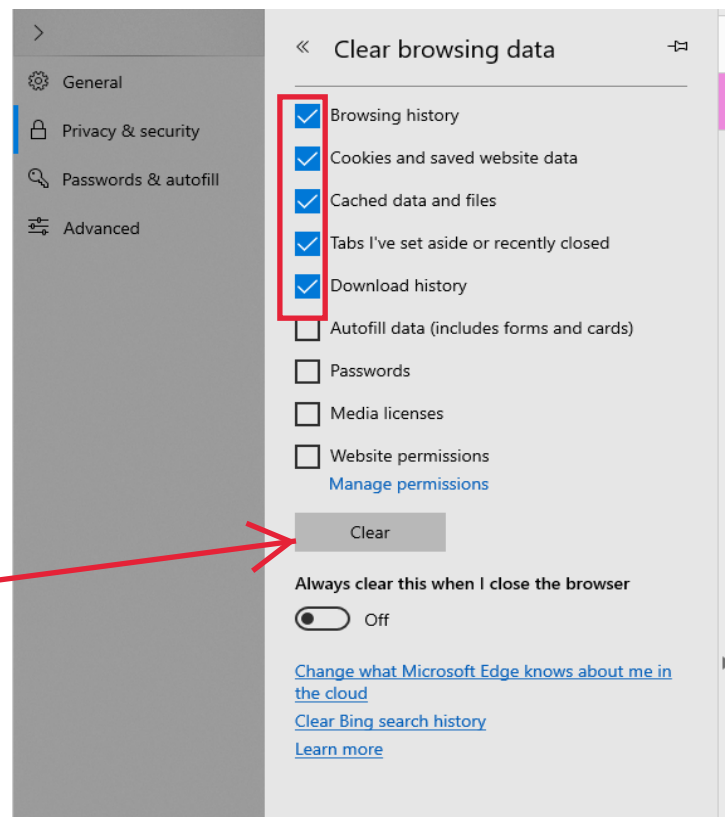 General
Privacy & security
Passwords & autofill
Advanced
Clear browsing data
Browsing history
Cookies and saved website data
Cached data and files
Tabs I've set aside or recently closed
Download history
Autofill data (includes forms and cards)
Passwords
Media licenses
Website permissions
Manage permissions
Clear
Always clear this when I close the browser
Off
Change what Microsoft Edge knows about me in
the cloud
Clear Bing search history
Learn more